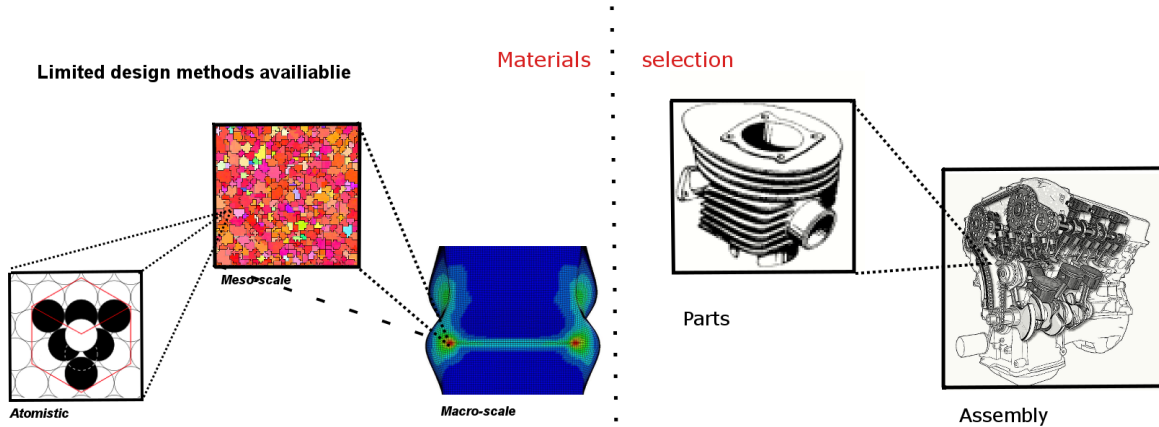 Materials selection
Limited design methods availiablie
Meso-scale
Parts
Atomistic
Macro-scale
Assembly